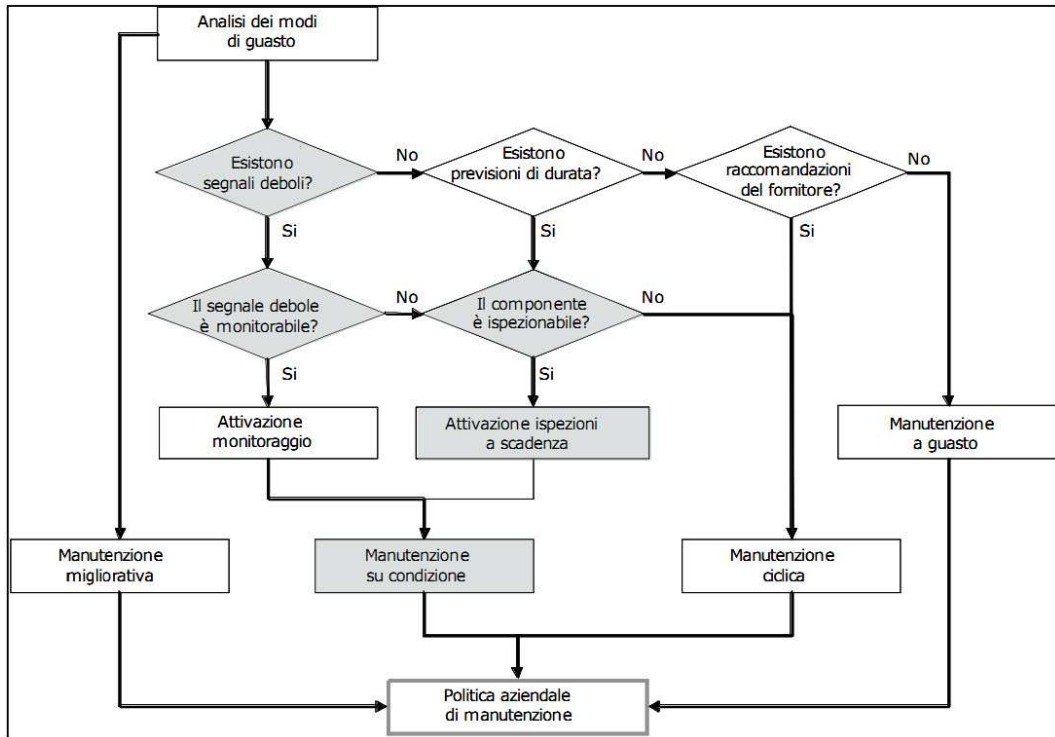 Analisi dei modi
di guasto
Esistono
segnali deboli?
No
Esistono
previsioni di durata?
No
Esistono
raccomandazioni
del fornitore?
No
Si
Si
Si
Il segnale debole
è monitorabile?
No
Il componente
è ispezionabile?
No
Si
Si
Attivazione
monitoraggio
Attivazione ispezioni
a scadenza
Manutenzione
a guasto
Manutenzione
migliorativa
Manutenzione
su condizione
Manutenzione
ciclica
Politica aziendale
di manutenzione